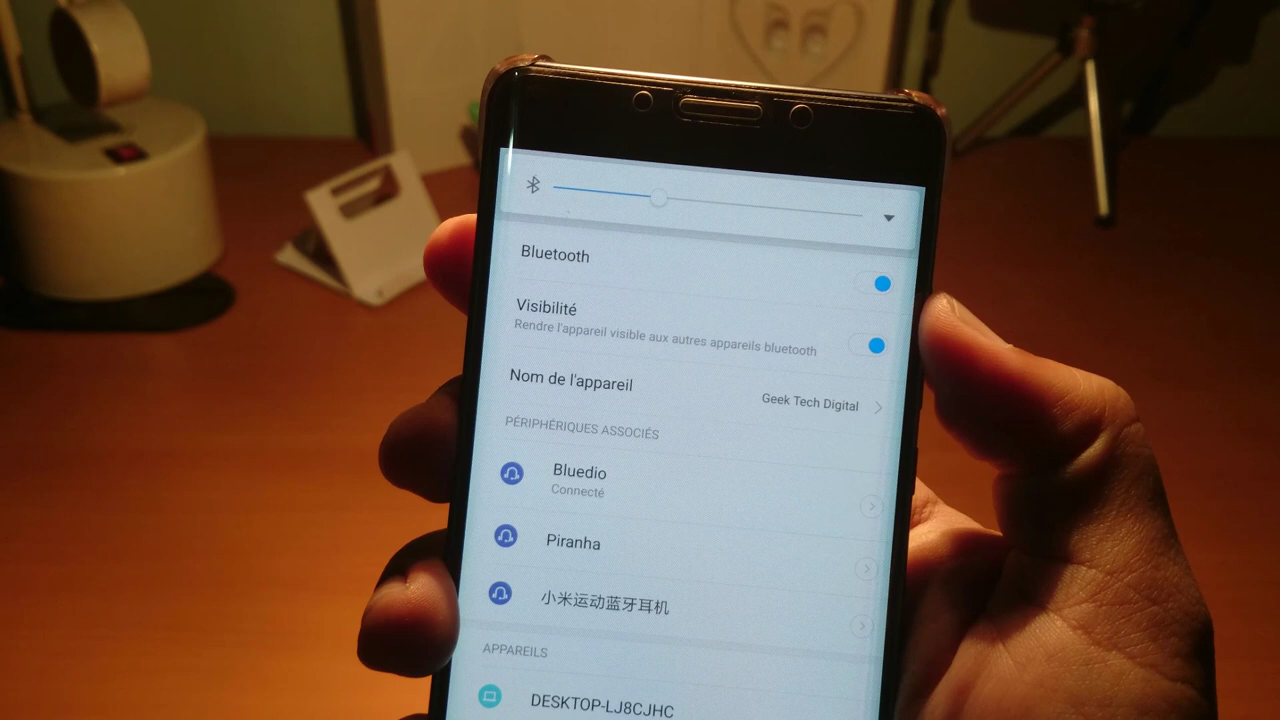 Bluetooth
Visibilité
Rendre l'appareil visible aux autres appareils bluetooth
Nom de l'appareil
Geek Tech Digital
PÉRIPHÉRIQUES ASSOCIÉS
Bluedio
Connecté
Piranha
小米运动蓝牙耳机
APPAREILS
DESKTOP-LJ8CJHC